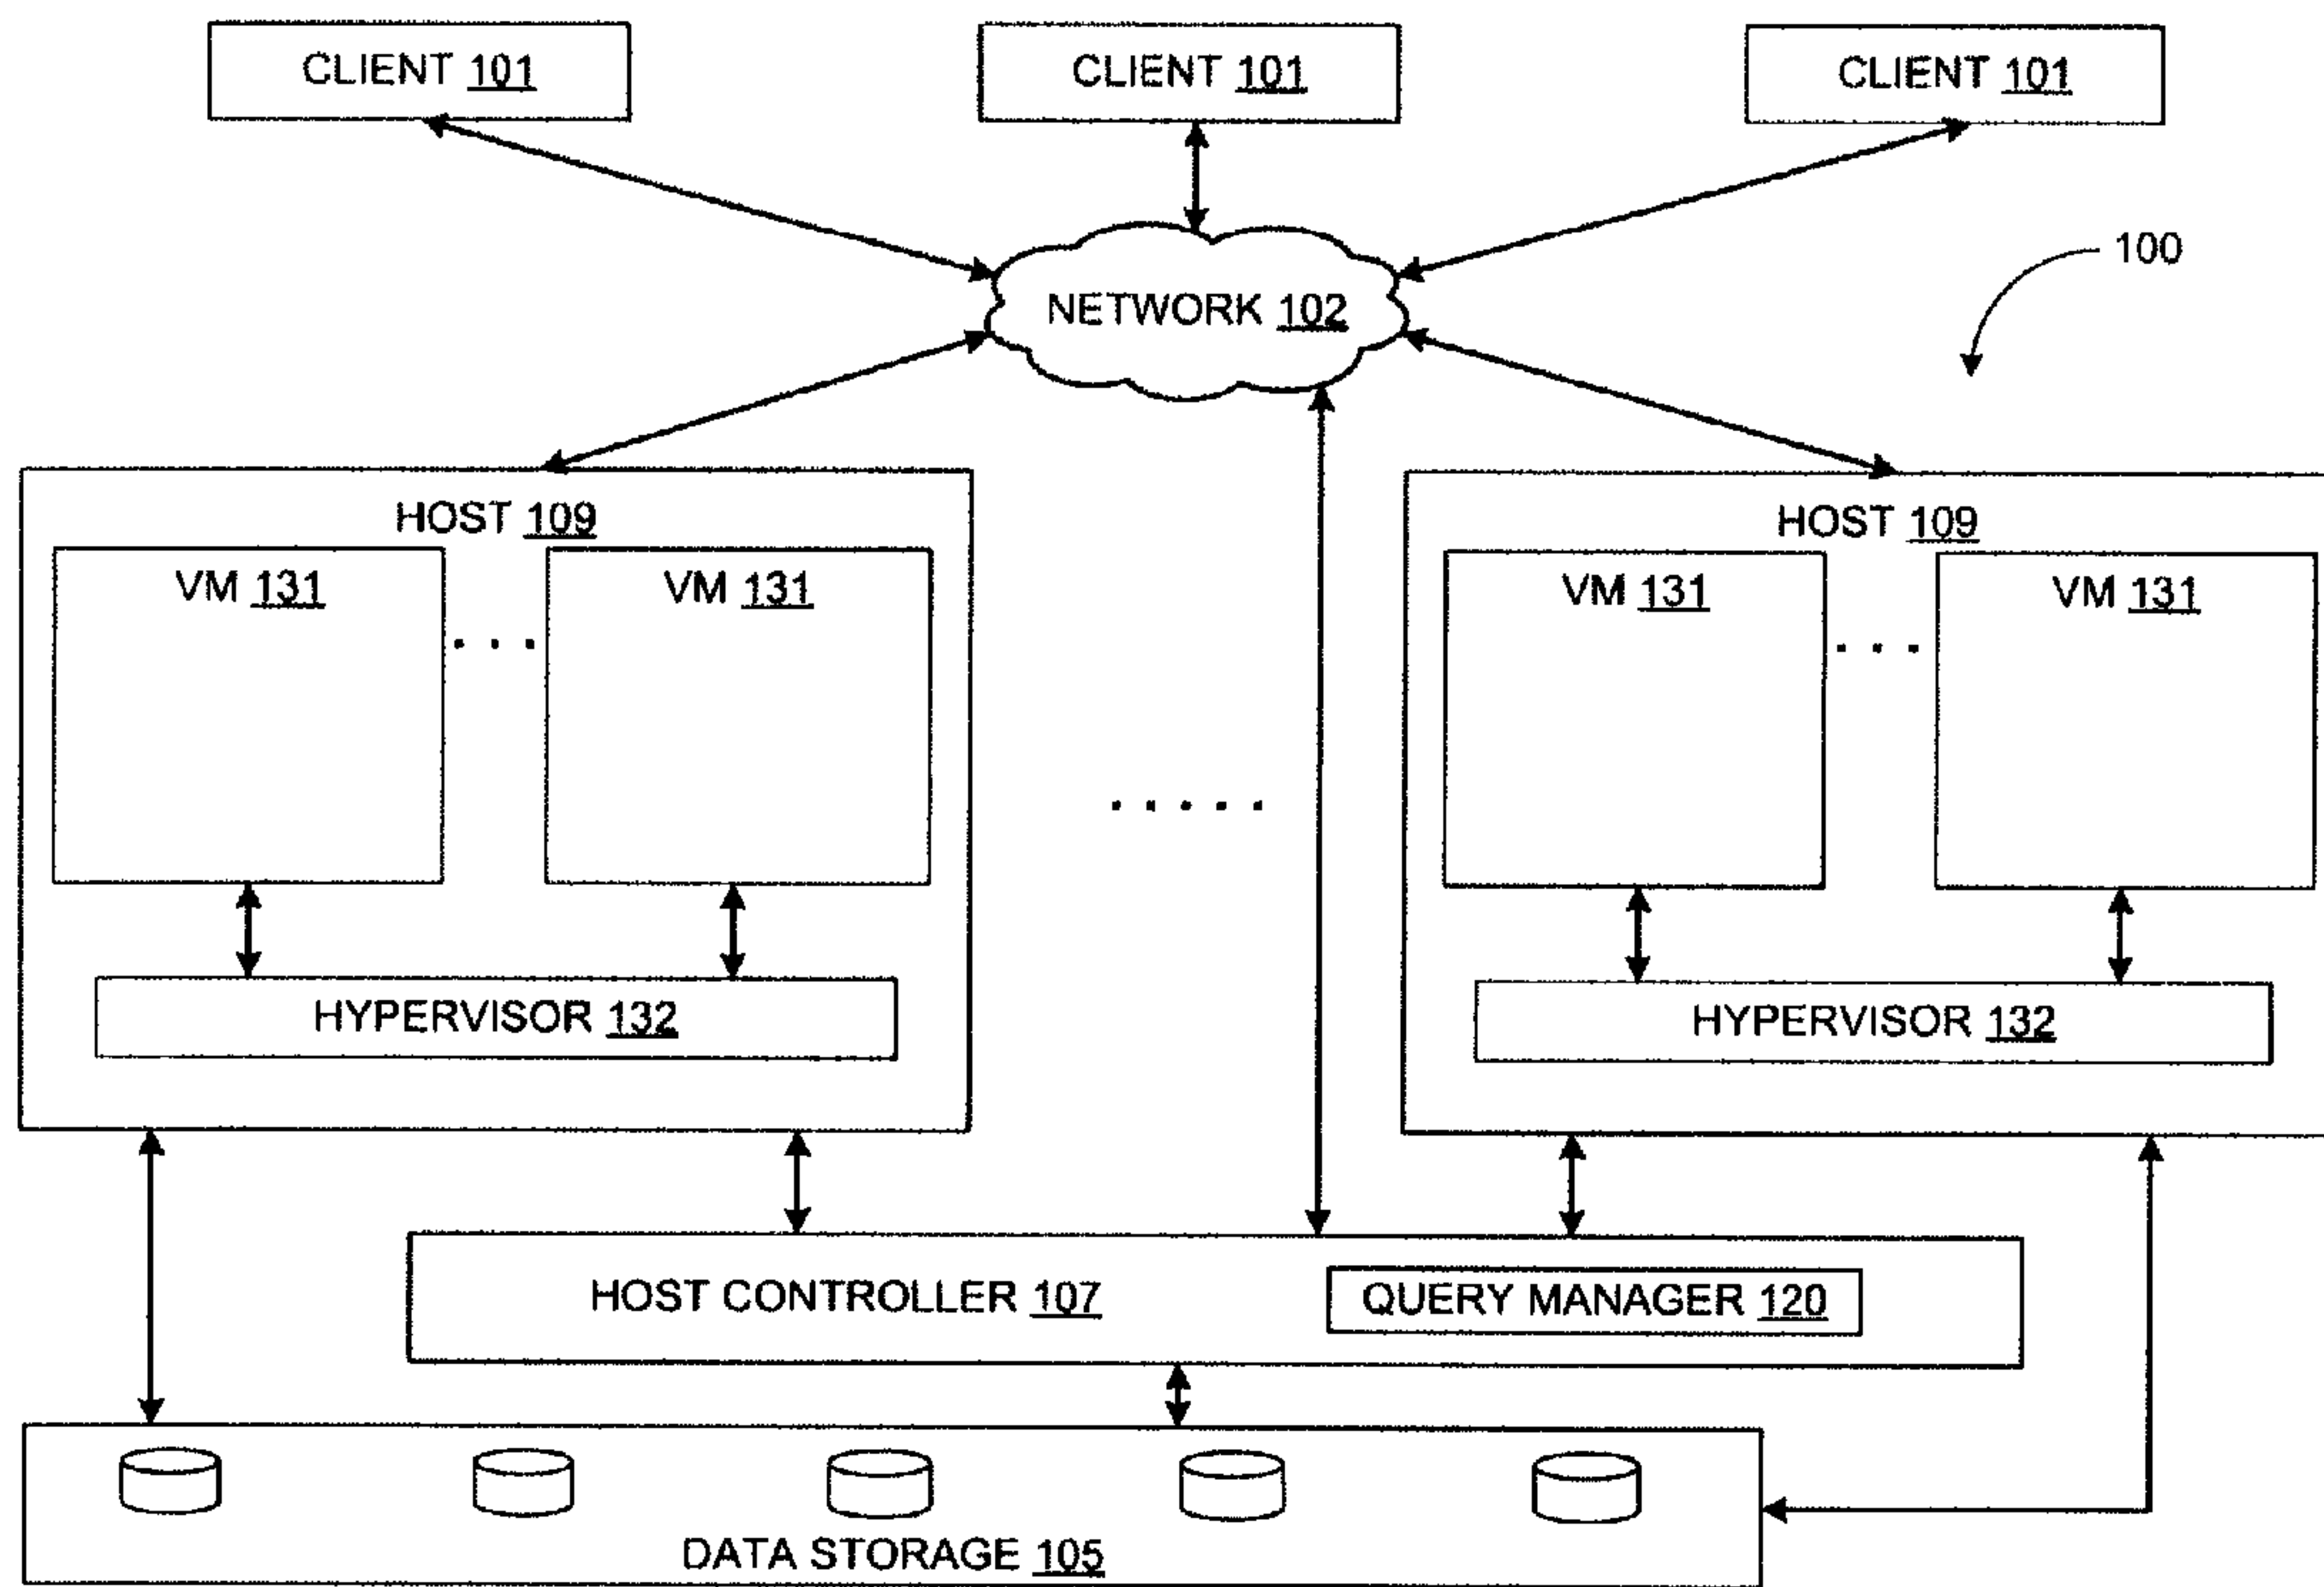 CLIENT 101
CLIENT 101
CLIENT 101
100
NETWORK 102
HOST 109
HOST 109
VM 131
. . .
VM 131
VM 131
. . .
VM 131
. . . . .
HYPERVISOR 132
HYPERVISOR 132
HOST CONTROLLER 107
QUERY MANAGER 120
DATA STORAGE 105